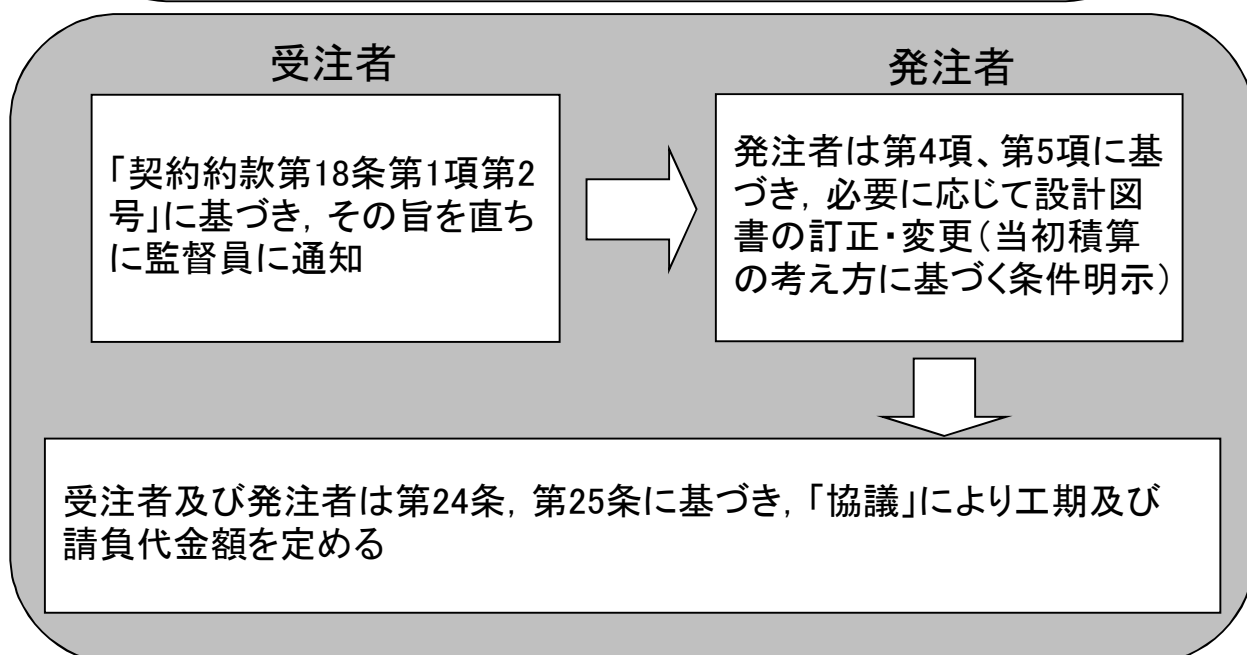 受注者
発注者
「契約約款第18条第1項第2
号」に基づき，その旨を直ち
に監督員に通知
発注者は第4項、第5項に基
づき，必要に応じて設計図
書の訂正・変更（当初積算
の考え方に基づく条件明示）
受注者及び発注者は第24条，第25条に基づき，「協議」により工期及び
請負代金額を定める